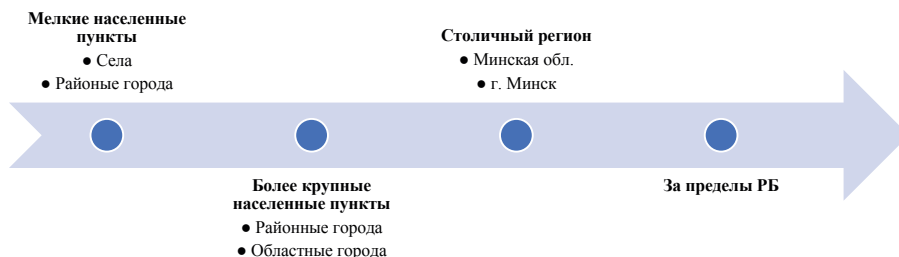 Мелкие населенные
пункты
● Села
● Районые города
Более крупные
населенные пункты
● Районные города
● Областные города
Столичный регион
● Минская обл.
● г. Минск
За пределы РБ